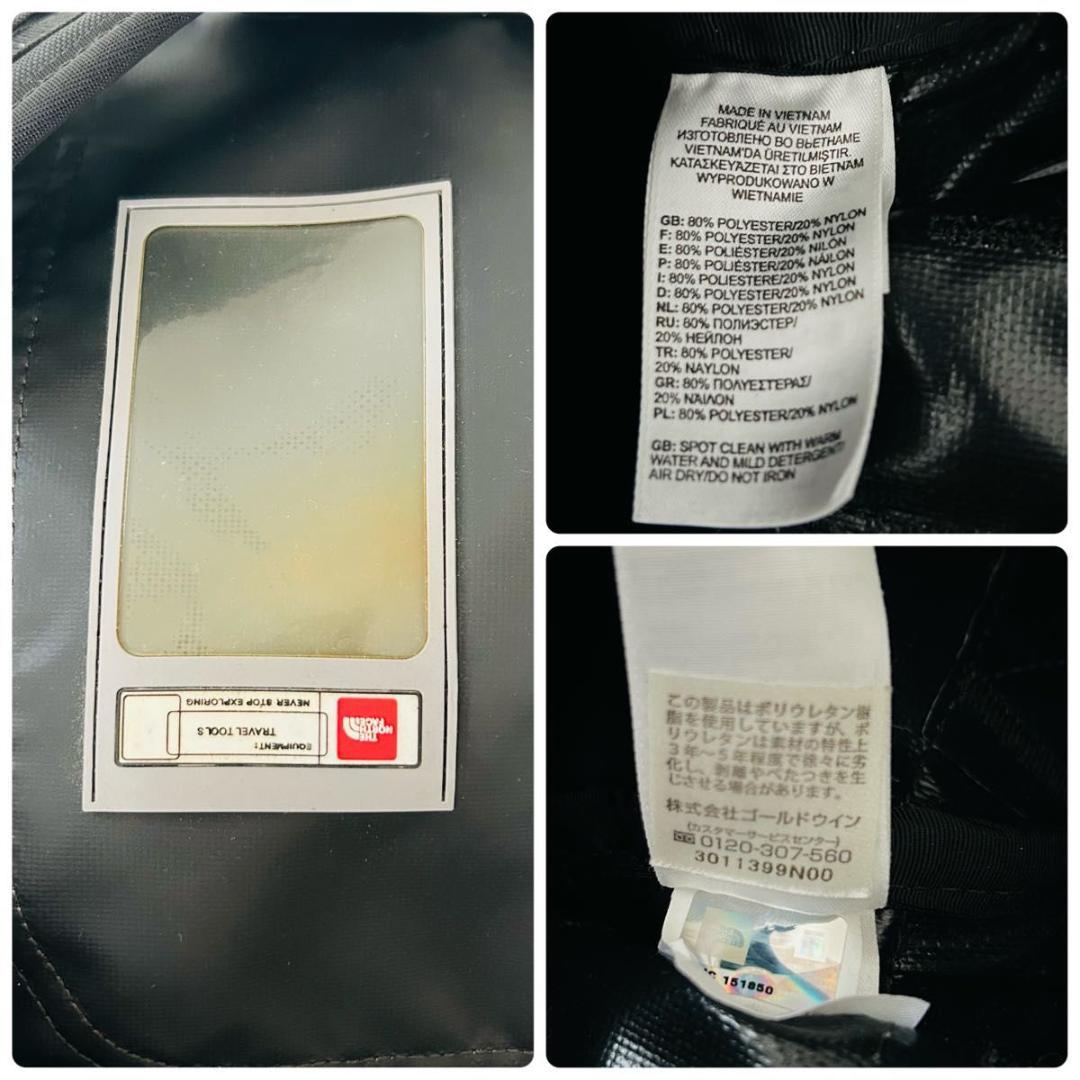 NEVER STOP EXPLORING
EQUIPMENT:
TRAVEL TOOLS
THE
NORTH
FACE
MADE IN VIETNAM
FABRIQUÉ AU VIETNAM
ИЗГОТОВЛЕНО ВО ВЬЕТНАМЕ
VIETNAM'DA ÜRETILMIŞTIR.
ΚΑΤΑΣΚΕΥΆΖΕΤΑΙ ΣΤΟ ΒΙΕΤΝΑΜ
WYPRODUKOWANO W
WIETNAMIE
GB: 80% POLYESTER/20% NYLON
F: 80% POLYESTER/20% NYLON
E: 80% POLIÉSTER/20% NILÓN
P: 80% POLIÉSTER/20% NÁILON
I: 80% POLIESTERE/20% NYLON
D: 80% POLYESTER/20% NYLON
NL: 80% POLYESTER/20% NYLON
RU: 80% ПОЛИЭСТЕР/
20% НЕЙЛОН
TR: 80% POLYESTER/
20% NAYLON
GR: 80% ΠΟΛΥΕΣΤΕΡΑΣ/
20% ΝΆΙΛΟΝ
PL: 80% POLYESTER/20% NYLON
GB: SPOT CLEAN WITH WARM
WATER AND MILD DETERGENT/
AIR DRY/DO NOT IRON
この製品はポリウレタン樹
脂を使用していますが、ポ
リウレタンは素材の特性上
3年〜5年程度で徐々に劣
化し、剥離やべたつきを生
じさせる場合があります。
株式会社ゴールドウイン
(カスタマーサービスセンター)
0120-307-560
3011399N00
151850